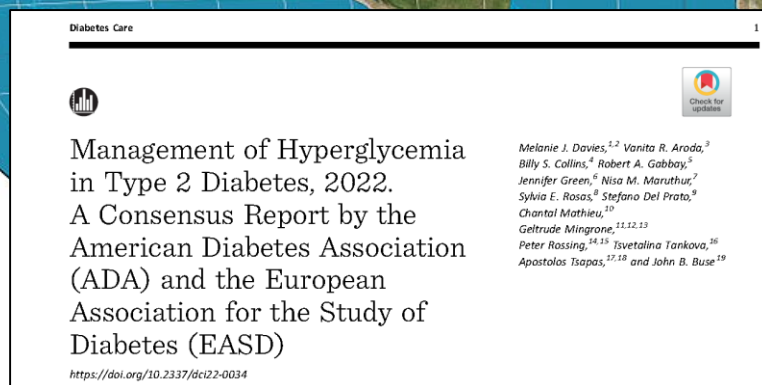 Diabetes Care 1
Check for
updates
Management of Hyperglycemia
in Type 2 Diabetes, 2022.
A Consensus Report by the
American Diabetes Association
(ADA) and the European
Association for the Study of
Diabetes (EASD)
https://doi.org/10.2337/dci22-0034
Melanie J. Davies,1,2 Vanita R. Aroda,3
Billy S. Collins,4 Robert A. Gabbay,5
Jennifer Green,6 Nisa M. Maruthur,7
Sylvia E. Rosas,8 Stefano Del Prato,9
Chantal Mathieu,10
Geltrude Mingrone,11,12,13
Peter Rossing,14,15 Tsvetalina Tankova,16
Apostolos Tsapas,17,18 and John B. Buse19